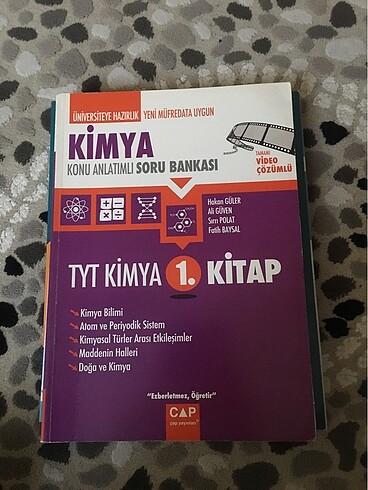 ÜNİVERSİTEYE HAZIRLIK YENİ MÜFREDATA UYGUN
KİMYA
KONU ANLATIMLI SORU BANKASI
TAMAMI
VİDEO
ÇÖZÜMLÜ
Hakan GÜLER
Ali GÜVEN
Sırrı POLAT
Fatih BAYSAL
TYT KİMYA 1. KİTAP
Kimya Bilimi
Atom ve Periyodik Sistem
Kimyasal Türler Arası Etkileşimler
Maddenin Halleri
Doğa ve Kimya
"Ezberletmez, Öğretir"
ÇAP
çap yayınları